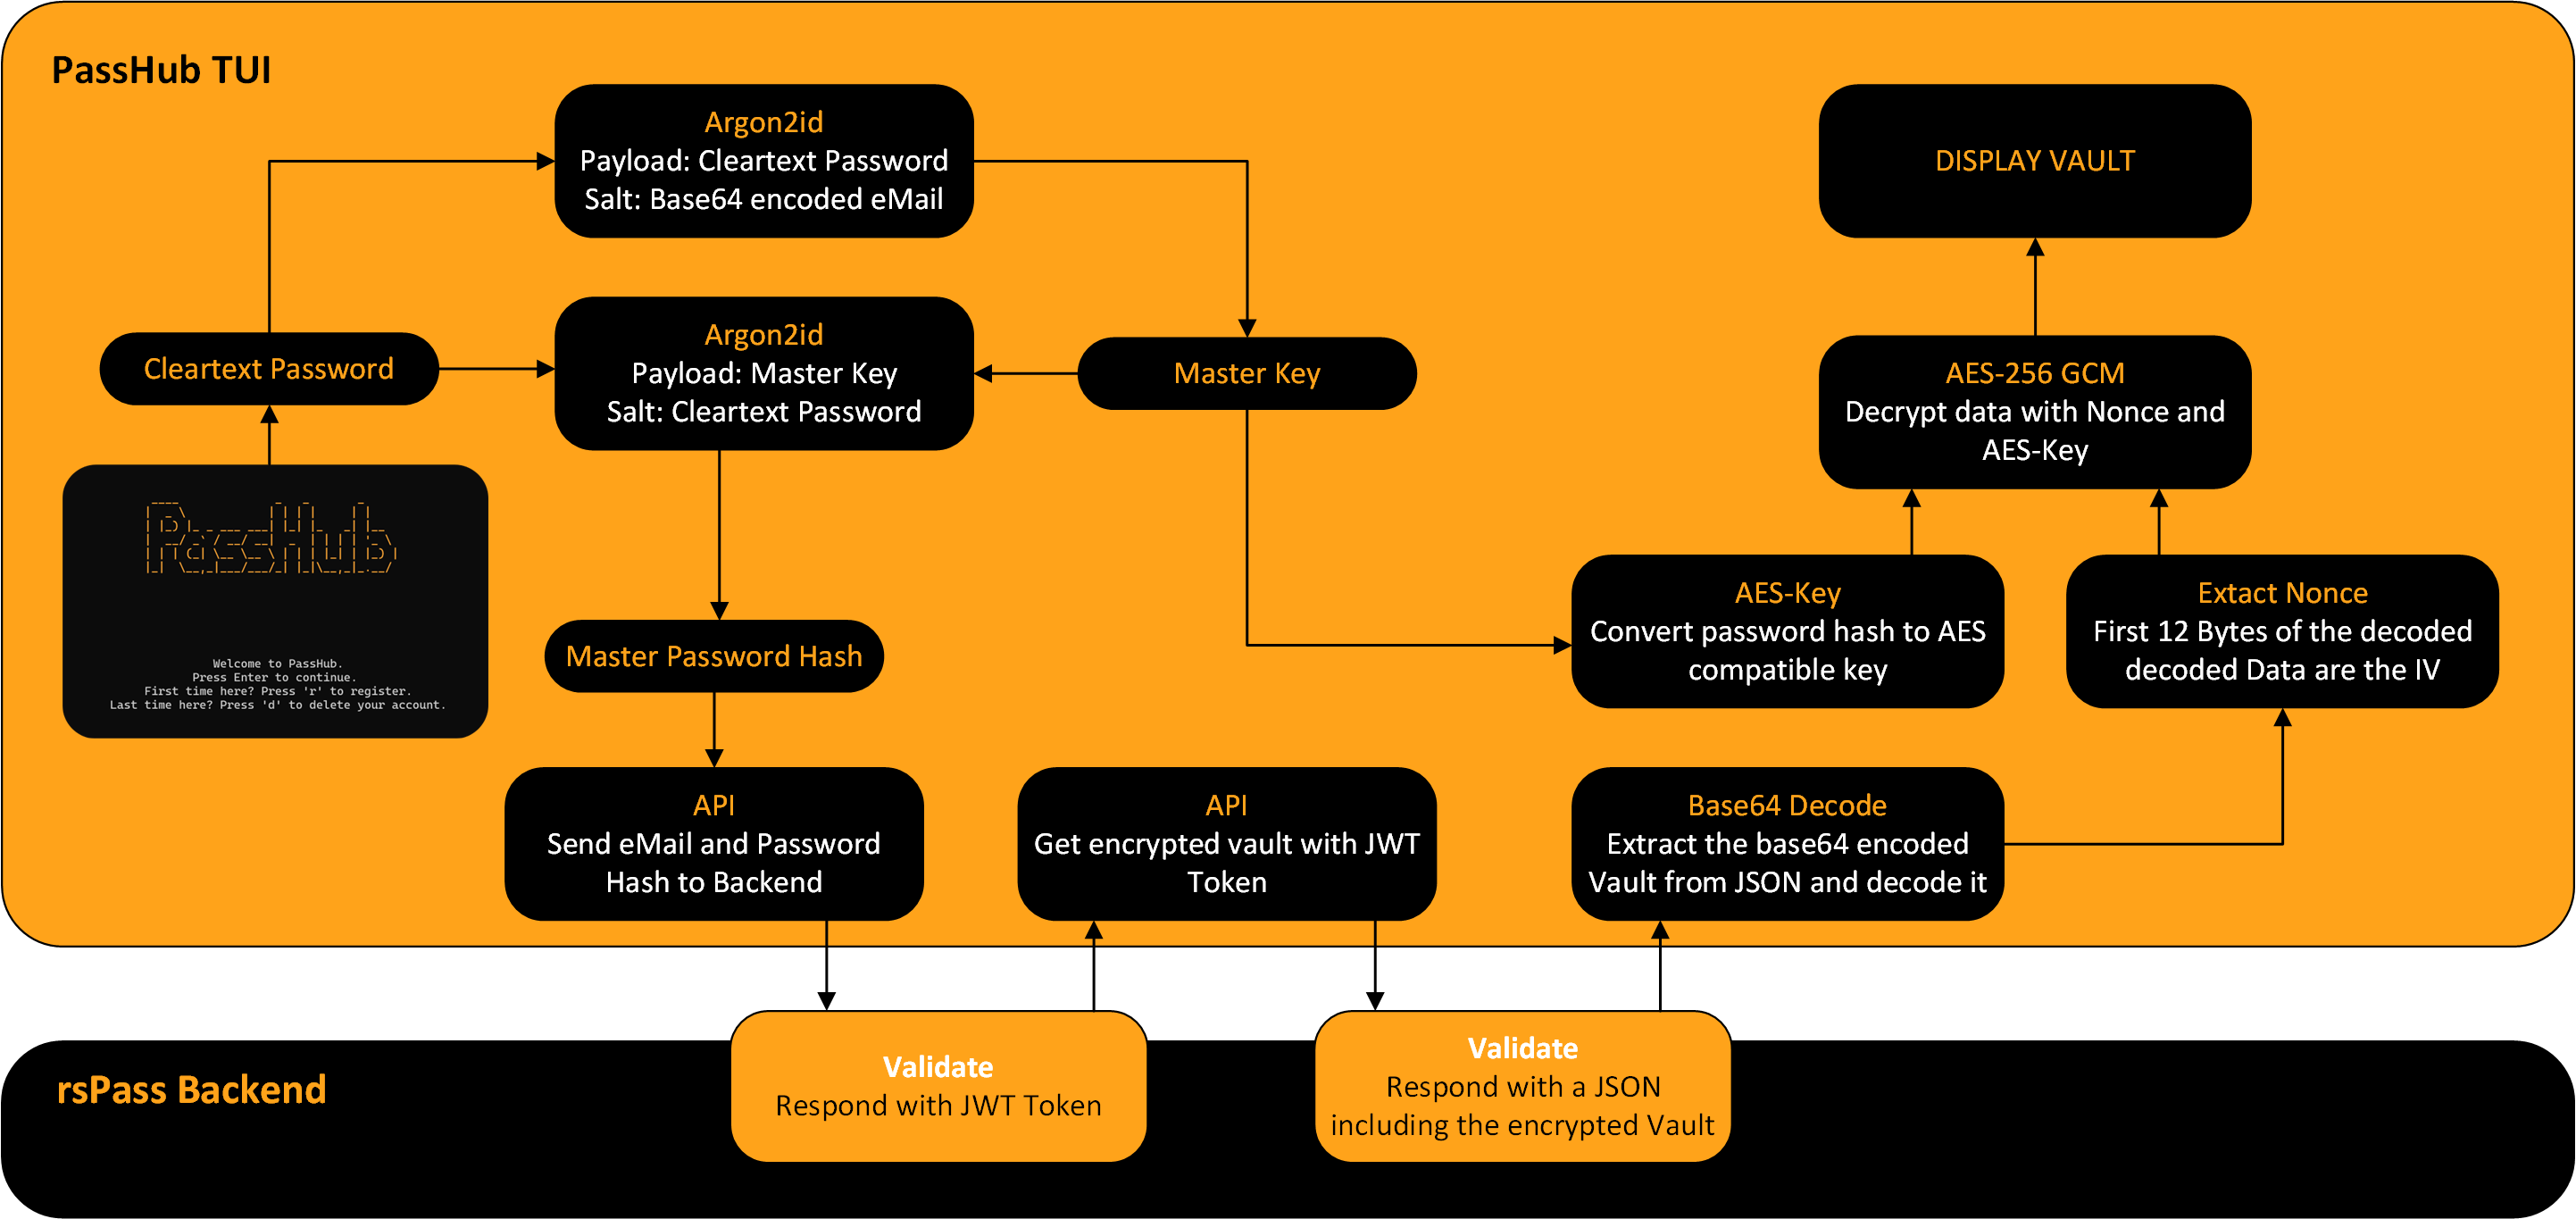 PassHub TUI
Argon2id
Payload: Cleartext Password
Salt: Base64 encoded eMail
DISPLAY VAULT
Argon2id
Payload: Master Key
Salt: Cleartext Password
Cleartext Password
Master Key
AES-256 GCM
Decrypt data with Nonce and
AES-Key
PassHub
Welcome to PassHub.
Press Enter to continue.
First time here? Press 'r' to register.
Last time here? Press 'd' to delete your account.
Master Password Hash
AES-Key
Convert password hash to AES
compatible key
Extact Nonce
First 12 Bytes of the decoded
decoded Data are the IV
API
Send eMail and Password
Hash to Backend
API
Get encrypted vault with JWT
Token
Base64 Decode
Extract the base64 encoded
Vault from JSON and decode it
rsPass Backend
Validate
Respond with JWT Token
Validate
Respond with a JSON
including the encrypted Vault